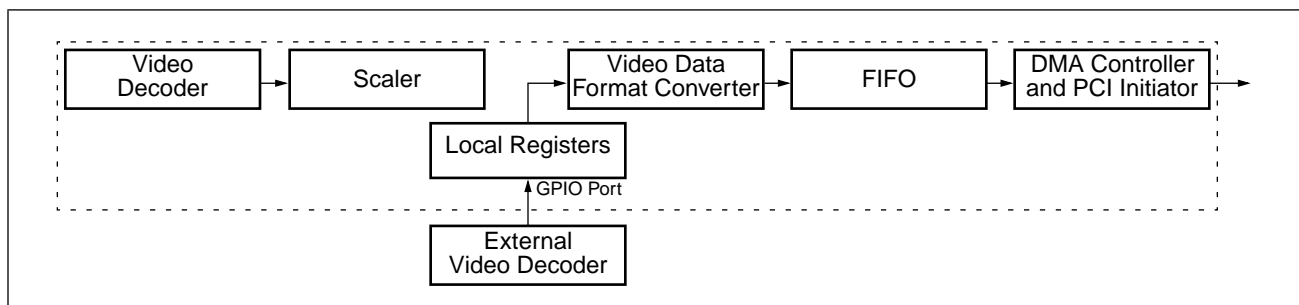 Video
Decoder
Scaler
Video Data
Format Converter
FIFO
DMA Controller
and PCI Initiator
Local Registers
GPIO Port
External
Video Decoder